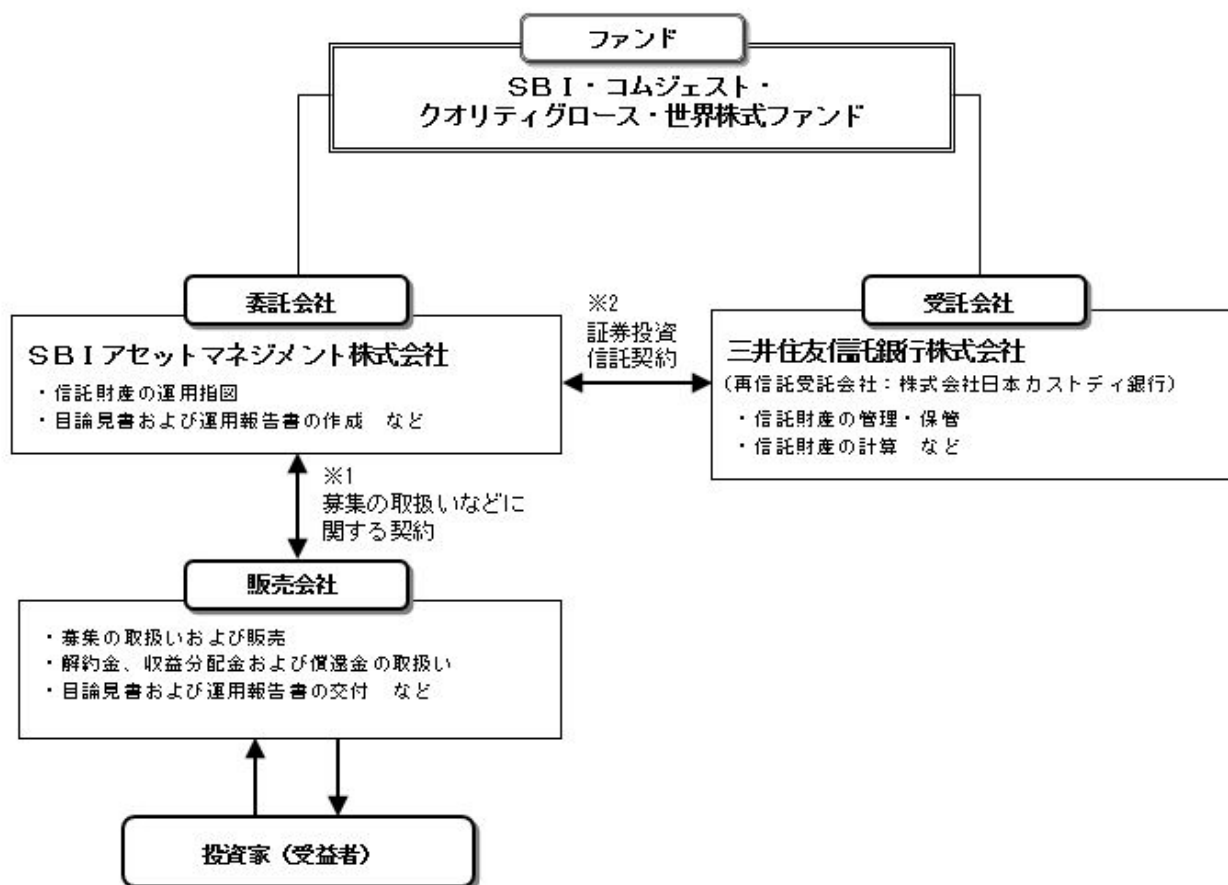 ファンド
SBI・コムジェスト・
クオリティグロース・世界株式ファンド
委託会社
SBIアセットマネジメント株式会社
・信託財産の運用指図
・目論見書および運用報告書の作成　など
※2
証券投資
信託契約
受託会社
三井住友信託銀行株式会社
(再信託受託会社：株式会社日本カストディ銀行)
・信託財産の管理・保管
・信託財産の計算　など
※1
募集の取扱いなどに
関する契約
販売会社
・募集の取扱いおよび販売
・解約金、収益分配金および償還金の取扱い
・目論見書および運用報告書の交付　など
投資家（受益者）